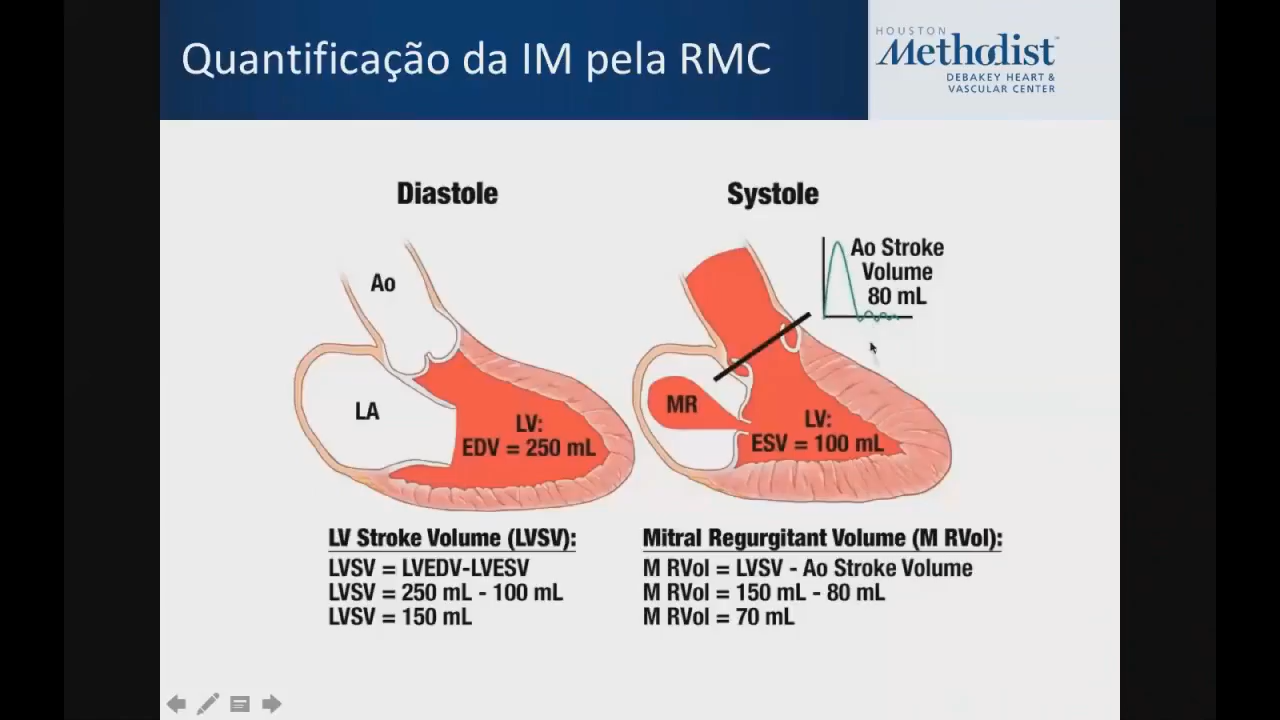 Quantificação da IM pela RMC
HOUSTON
Methodist
DEBAKEY HEART &
VASCULAR CENTER
Diastole
Systole
Ao
Ao Stroke
Volume
80 mL
LA
LV:
EDV = 250 mL
MR
LV:
ESV = 100 mL
LV Stroke Volume (LVSV):
LVSV = LVEDV-LVESV
LVSV = 250 mL - 100 mL
LVSV = 150 mL
Mitral Regurgitant Volume (M RVol):
M RVol = LVSV - Ao Stroke Volume
M RVol = 150 mL - 80 mL
M RVol = 70 mL